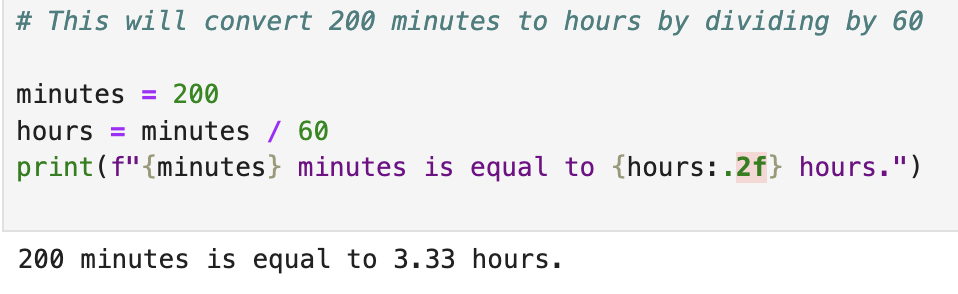 # This will convert 200 minutes to hours by dividing by 60
minutes = 200
hours = minutes / 60
print(f"{minutes} minutes is equal to {hours:.2f} hours.")
200 minutes is equal to 3.33 hours.